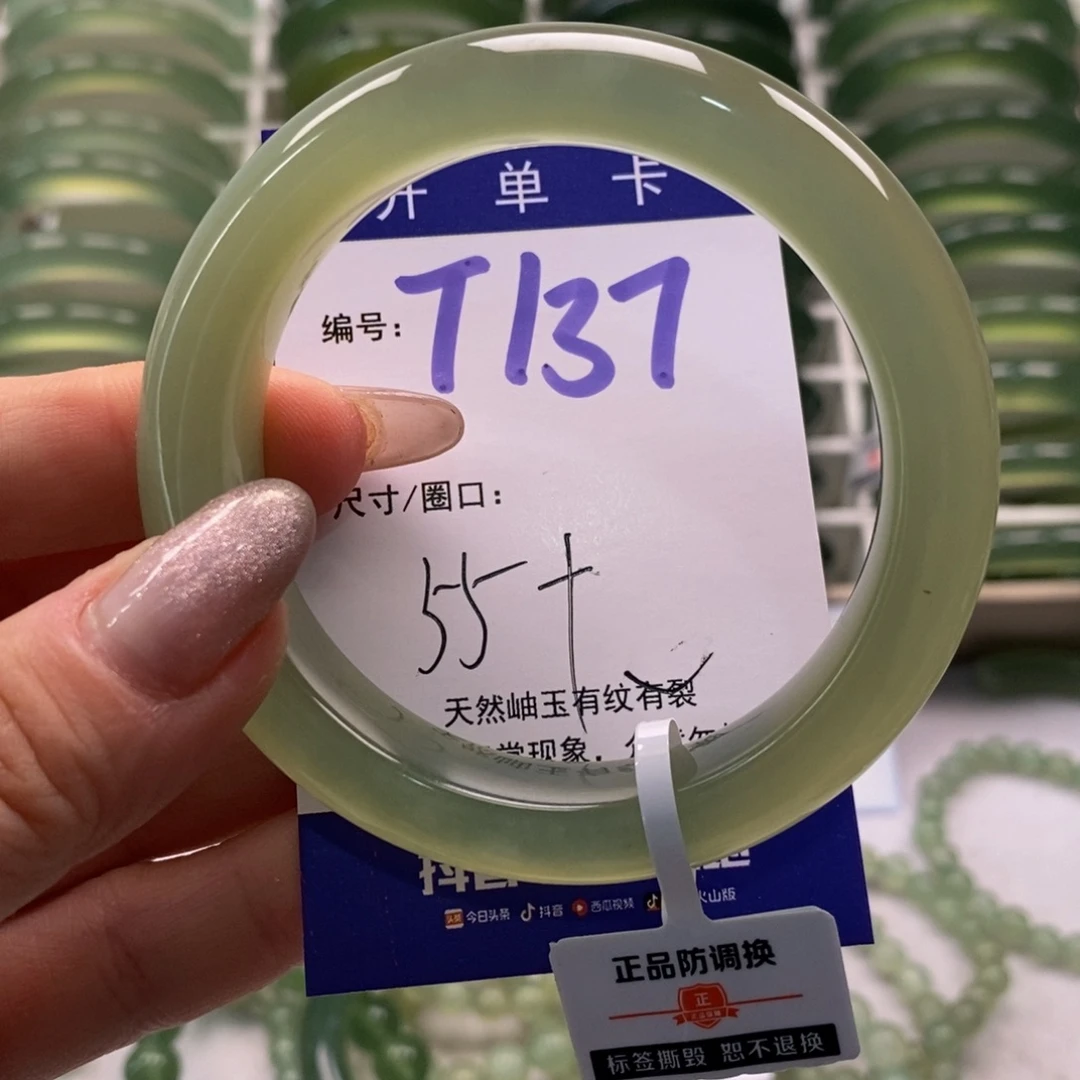 开单卡
编号：T137
尺寸/圈口：
55+
天然岫玉有纹有裂
常现象，
今日头条 抖音 西瓜视频 火山版
正品防调换
正
标签撕毁 恕不退换